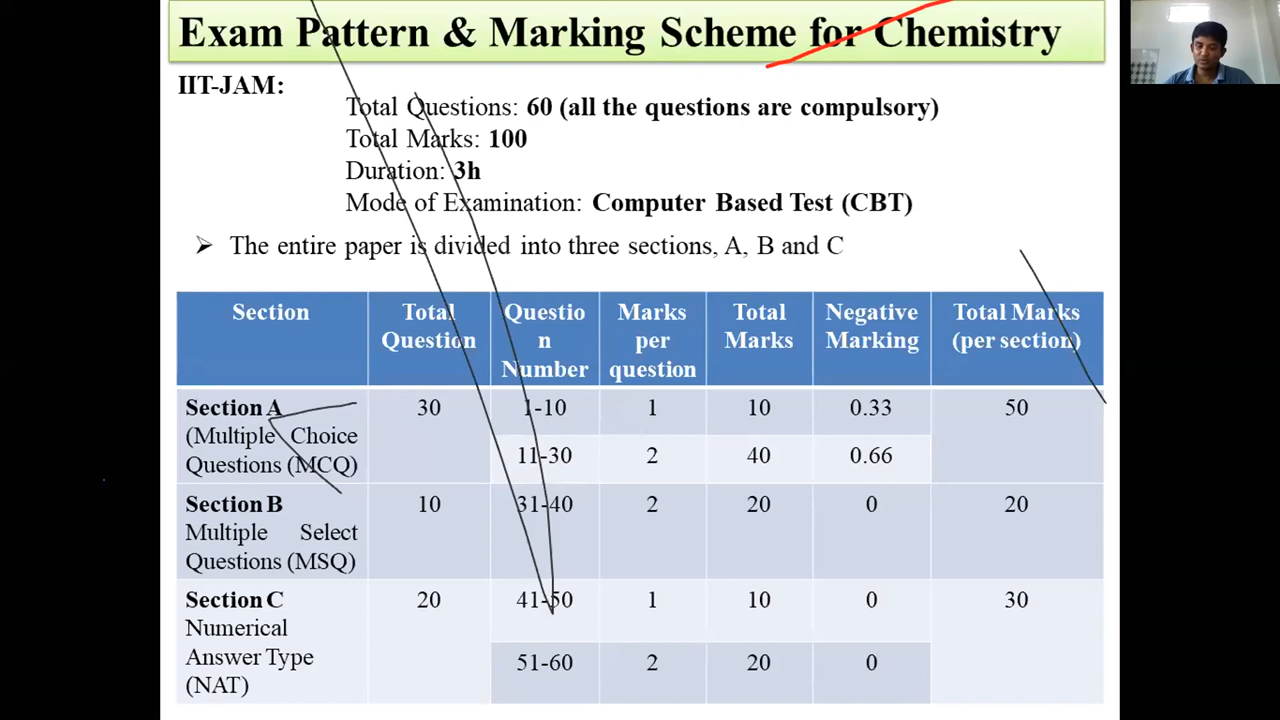 Exam Pattern & Marking Scheme for Chemistry
IIT-JAM:
Total Questions: 60 (all the questions are compulsory)
Total Marks: 100
Duration: 3h
Mode of Examination: Computer Based Test (CBT)
➢ The entire paper is divided into three sections, A, B and C
Section
Total
Question
Questio
n
Number
Marks
per
question
Total
Marks
Negative
Marking
Total Marks
(per section)
Section A
(Multiple Choice
Questions (MCQ)
30
1-10
1
10
0.33
50
11-30
2
40
0.66
Section B
Multiple Select
Questions (MSQ)
10
31-40
2
20
0
20
Section C
Numerical
Answer Type
(NAT)
20
41-50
1
10
0
30
51-60
2
20
0